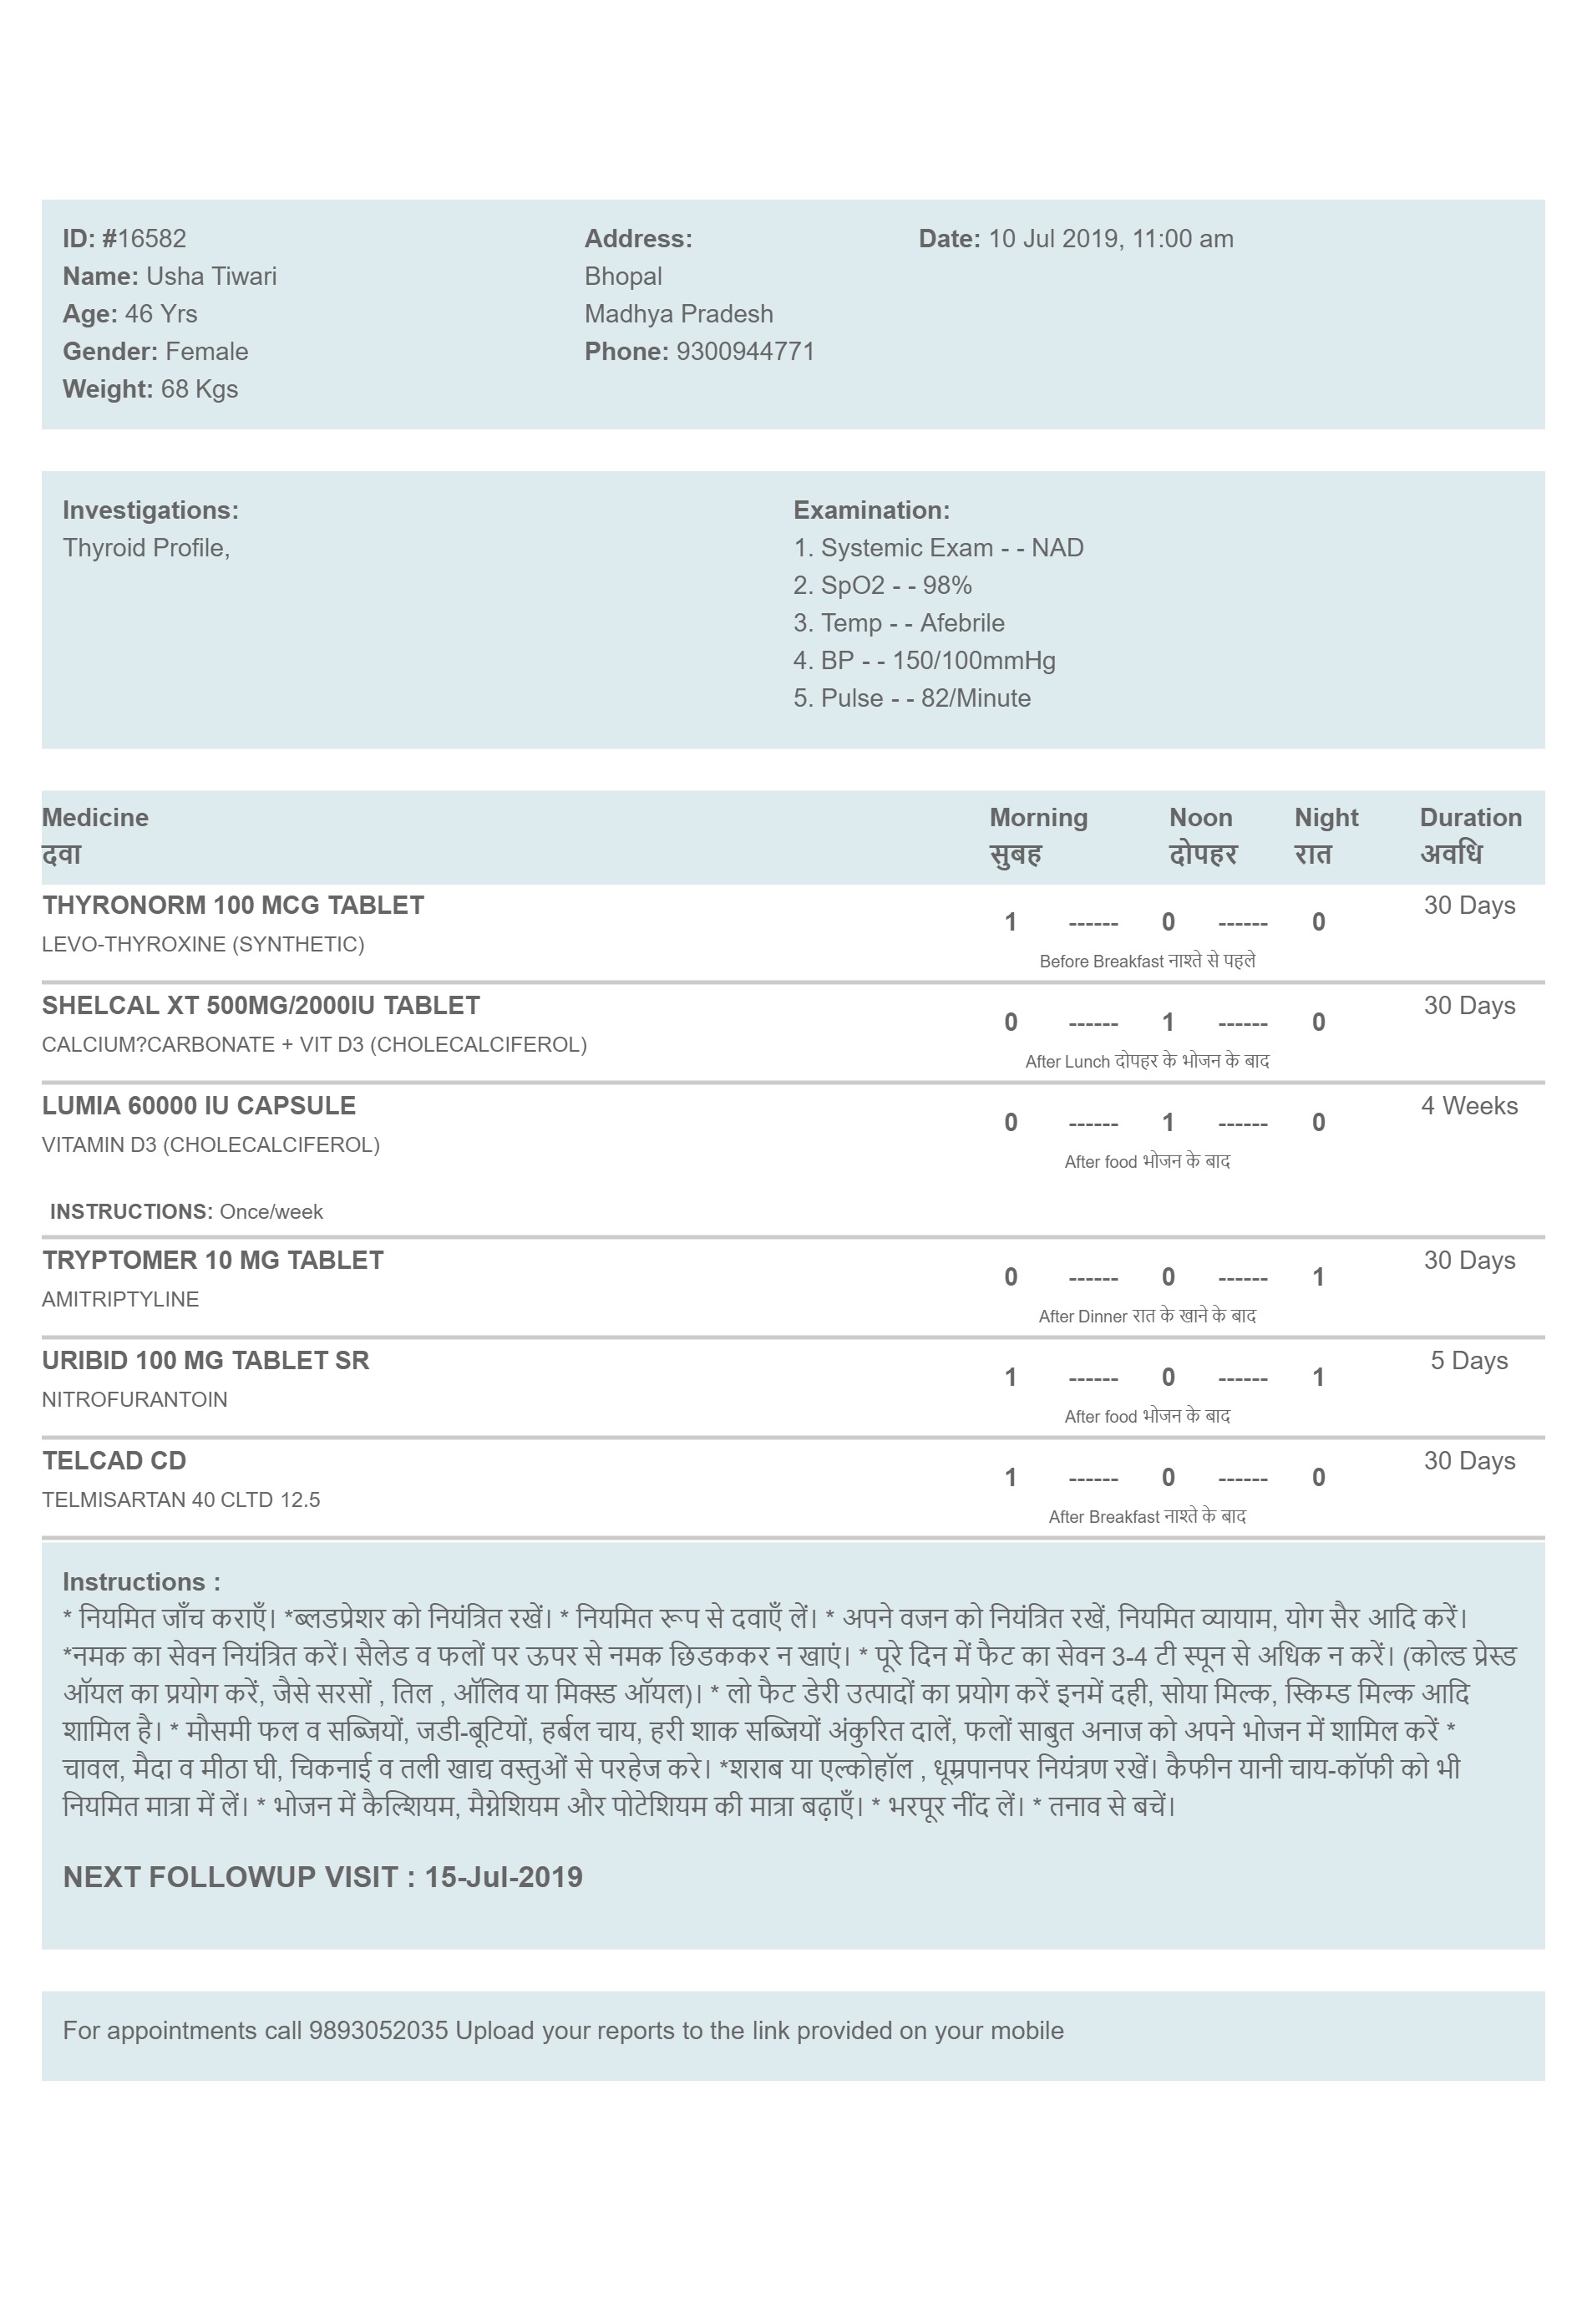 ID: #16582 Address: Date: 10 Jul 2019, 11:00 am
Name: Usha Tiwari Bhopal
Age: 46 Yrs Madhya Pradesh
Gender: Female Phone: 9300944771
Weight: 68 Kgs
Investigations: Examination:
Thyroid Profile, 1. Systemic Exam - - NAD
2. SpO2 - - 98%
3. Temp - - Afebrile
4. BP - - 150/100mmHg
5. Pulse - - 82/Minute
Medicine Morning Noon Night Duration
दवा सुबह दोपहर रात अवधि
THYRONORM 100 MCG TABLET 30 Days
1 ------ 0 ------ 0
LEVO-THYROXINE (SYNTHETIC)
Before Breakfast नाश्ते से पहले
SHELCAL XT 500MG/2000IU TABLET 30 Days
0 ------ 1 ------ 0
CALCIUM?CARBONATE + VIT D3 (CHOLECALCIFEROL)
After Lunch दोपहर के भोजन के बाद
LUMIA 60000 IU CAPSULE 4 Weeks
0 ------ 1 ------ 0
VITAMIN D3 (CHOLECALCIFEROL)
After food भोजन के बाद
INSTRUCTIONS: Once/week
TRYPTOMER 10 MG TABLET 30 Days
0 ------ 0 ------ 1
AMITRIPTYLINE
After Dinner रात के खाने के बाद
URIBID 100 MG TABLET SR 5 Days
1 ------ 0 ------ 1
NITROFURANTOIN
After food भोजन के बाद
TELCAD CD 30 Days
1 ------ 0 ------ 0
TELMISARTAN 40 CLTD 12.5
After Breakfast नाश्ते के बाद
Instructions :
* नियमित जाँच कराएँ। *ब्लडप्रेशर को नियंत्रित रखें। * नियमित रूप से दवाएँ लें। * अपने वजन को नियंत्रित रखें, नियमित व्यायाम, योग सैर आदि करें।
*नमक का सेवन नियंत्रित करें। सैलेड व फलों पर ऊपर से नमक छिडककर न खाएं। * पूरे दिन में फैट का सेवन 3-4 टी स्पून से अधिक न करें। (कोल्ड प्रेस्ड
ऑयल का प्रयोग करें, जैसे सरसों , तिल , ऑलिव या मिक्स्ड ऑयल)। * लो फैट डेरी उत्पादों का प्रयोग करें इनमें दही, सोया मिल्क, स्किम्ड मिल्क आदि
शामिल है। * मौसमी फल व सब्जियों, जडी-बूटियों, हर्बल चाय, हरी शाक सब्जियों अंकुरित दालें, फलों साबुत अनाज को अपने भोजन में शामिल करें *
चावल, मैदा व मीठा घी, चिकनाई व तली खाद्य वस्तुओं से परहेज करे। *शराब या एल्कोहॉल , धूम्रपानपर नियंत्रण रखें। कैफीन यानी चाय-कॉफी को भी
नियमित मात्रा में लें। * भोजन में कैल्शियम, मैग्नेशियम और पोटेशियम की मात्रा बढ़ाएँ। * भरपूर नींद लें। * तनाव से बचें।
NEXT FOLLOWUP VISIT : 15-Jul-2019
For appointments call 9893052035 Upload your reports to the link provided on your mobile